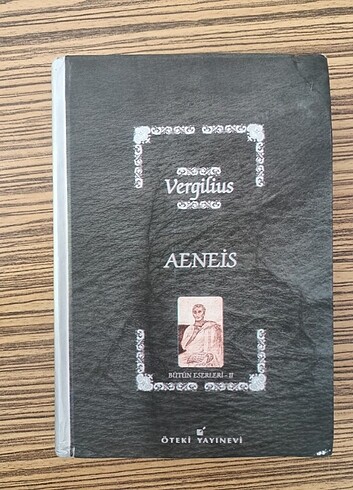 Vergilius
AENEİS
BÜTÜN ESERLERİ - II
ÖTEKİ YAYINEVİ